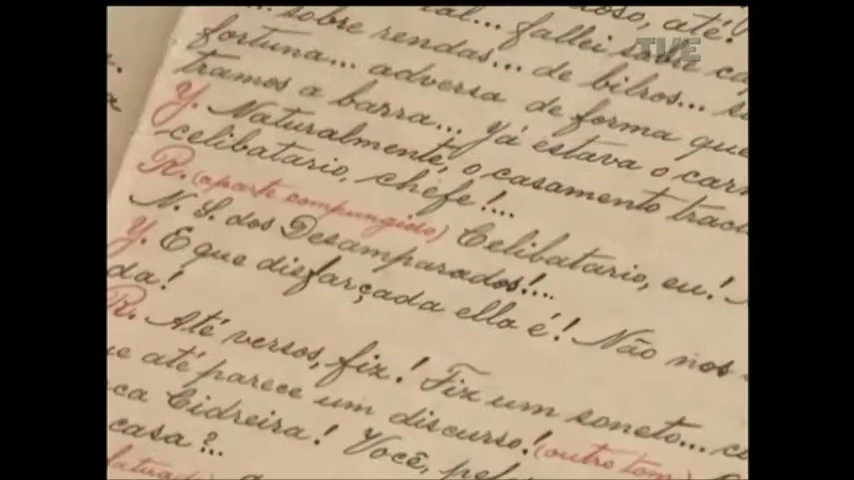 TVE
sobre rendas... de bilros...
fallei sobre
fortuna... adversa de forma que
tramos a barra... Já estava o
Y. Naturalmente, o casamento
celibatario, chefe!...
R. (aparte compungido) Celibatario, eu!
N. S. dos Desamparados!...
Y. E que disfarçada ella é! Não nos
da!
R. Até versos, fiz! Fiz um soneto...
até parece um discurso! (outro tom)
Cidreira! Você,
casa?...